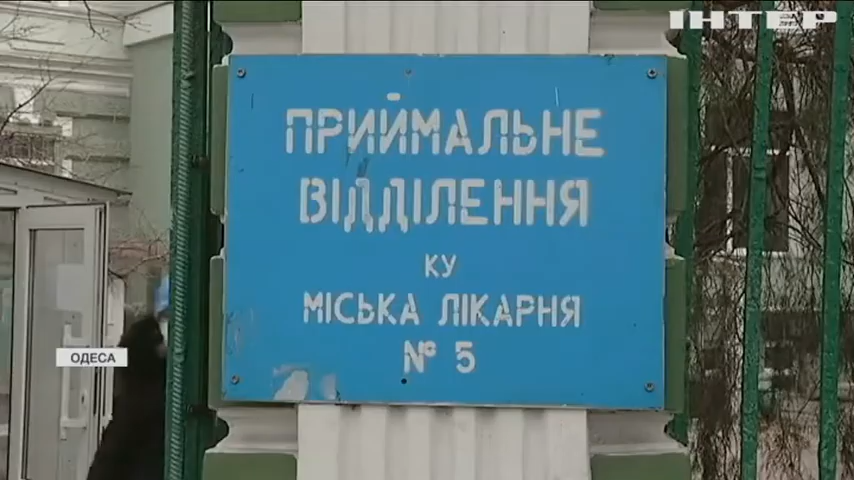 ІНТЕР
ПРИЙМАЛЬНЕ
ВІДДІЛЕННЯ
КУ
МІСЬКА ЛІКАРНЯ
№ 5
ОДЕСА